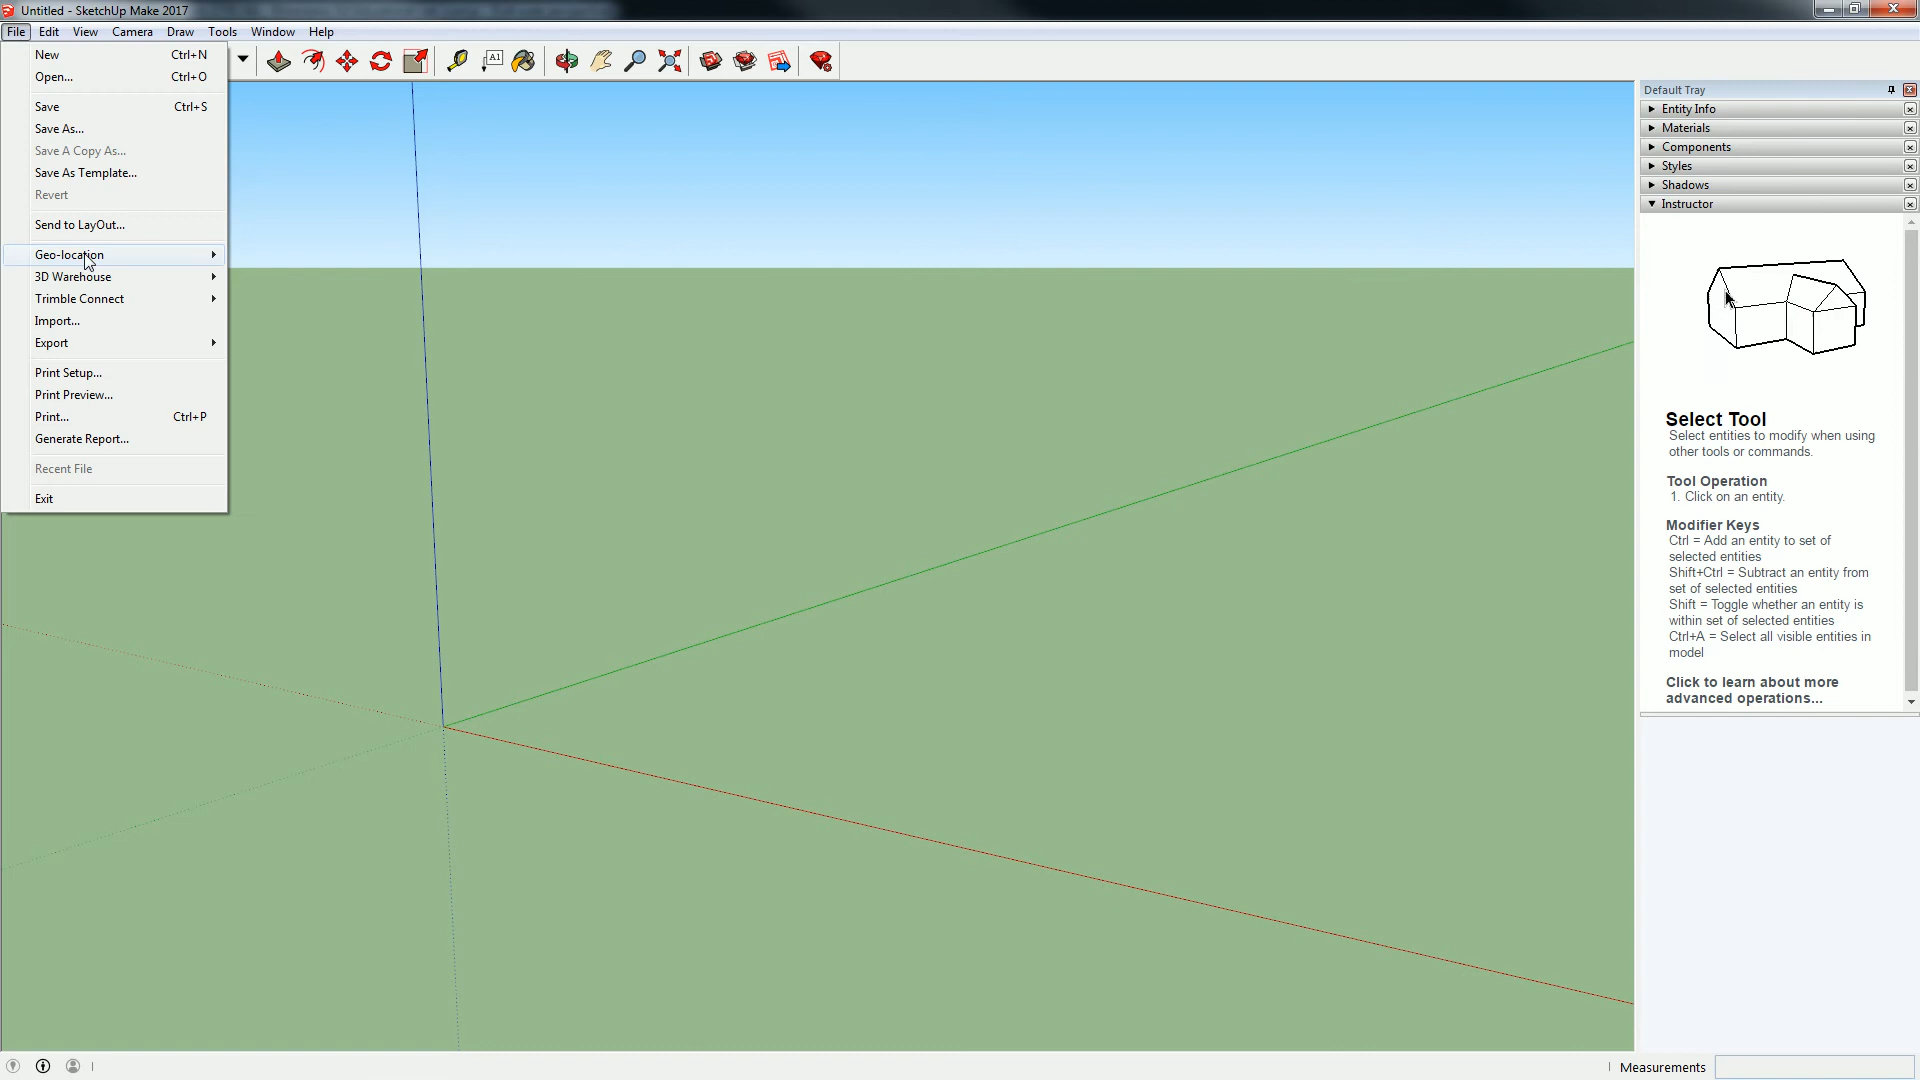 Untitled - SketchUp Make 2017
File Edit View Camera Draw Tools Window Help
New Ctrl+N
Open... Ctrl+O
Save Ctrl+S
Save As...
Save A Copy As...
Save As Template...
Revert
Send to LayOut...
Geo-location
3D Warehouse
Trimble Connect
Import...
Export
Print Setup...
Print Preview...
Print... Ctrl+P
Generate Report...
Recent File
Exit
A1
Default Tray
Entity Info
Materials
Components
Styles
Shadows
Instructor
Select Tool
Select entities to modify when using
other tools or commands.
Tool Operation
1. Click on an entity.
Modifier Keys
Ctrl = Add an entity to set of
selected entities
Shift+Ctrl = Subtract an entity from
set of selected entities
Shift = Toggle whether an entity is
within set of selected entities
Ctrl+A = Select all visible entities in
model
Click to learn about more
advanced operations...
Measurements